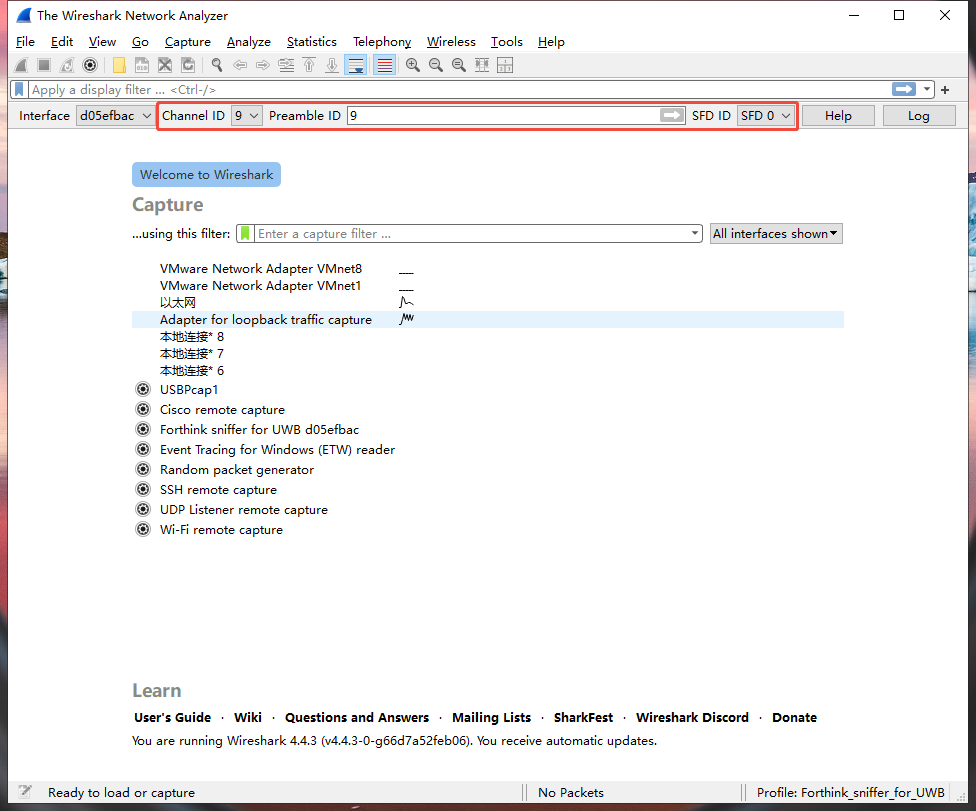 The Wireshark Network Analyzer
File Edit View Go Capture Analyze Statistics Telephony Wireless Tools Help
Apply a display filter ... <Ctrl-/>
Interface d05efbac Channel ID 9 Preamble ID 9 SFD ID SFD 0 Help Log
Welcome to Wireshark
Capture
...using this filter: Enter a capture filter ... All interfaces shown
VMware Network Adapter VMnet8
VMware Network Adapter VMnet1
以太网
Adapter for loopback traffic capture
本地连接* 8
本地连接* 7
本地连接* 6
USBPcap1
Cisco remote capture
Forthink sniffer for UWB d05efbac
Event Tracing for Windows (ETW) reader
Random packet generator
SSH remote capture
UDP Listener remote capture
Wi-Fi remote capture
Learn
User's Guide · Wiki · Questions and Answers · Mailing Lists · SharkFest · Wireshark Discord · Donate
You are running Wireshark 4.4.3 (v4.4.3-0-g66d7a52feb06). You receive automatic updates.
Ready to load or capture No Packets Profile: Forthink_sniffer_for_UWB